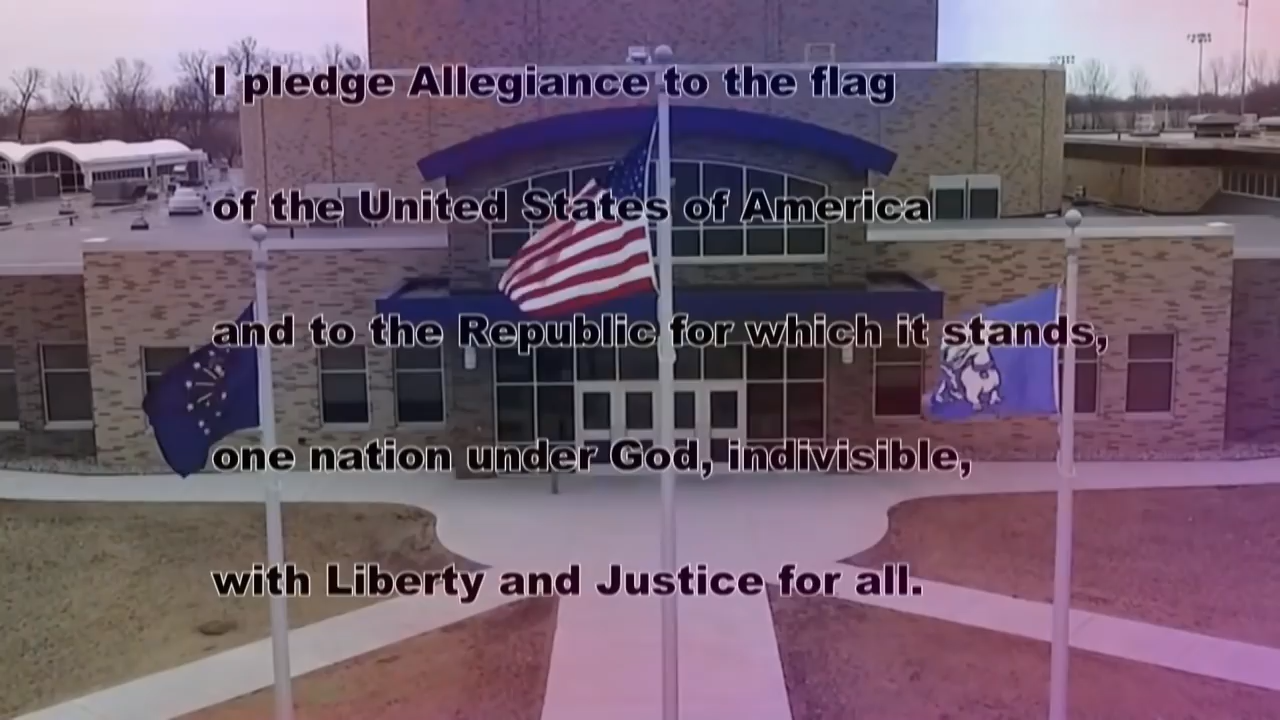 I pledge Allegiance to the flag
of the United States of America
and to the Republic for which it stands,
one nation under God, indivisible,
with Liberty and Justice for all.